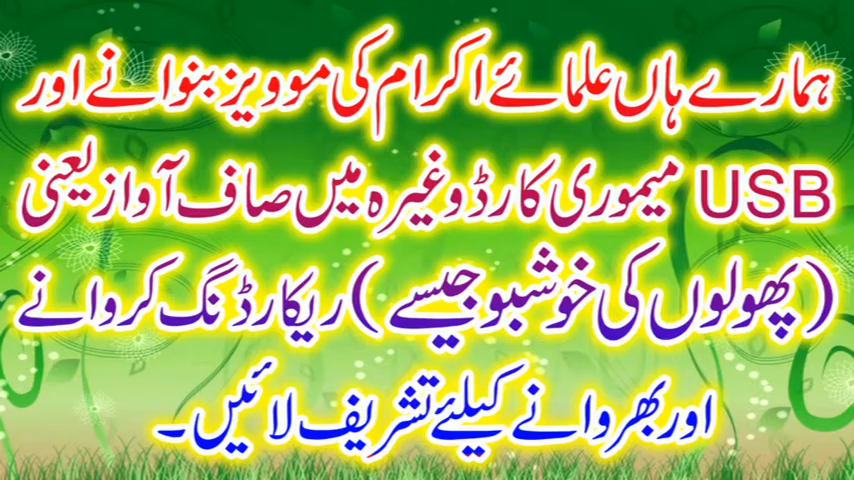 ہمارے ہاں علمائے اکرام کی موویز بنوانے اور
USB میموری کارڈ وغیرہ میں صاف آواز یعنی
(پھولوں کی خوشبو جیسے) ریکارڈنگ کروانے
اور بھروانے کیلئے تشریف لائیں۔